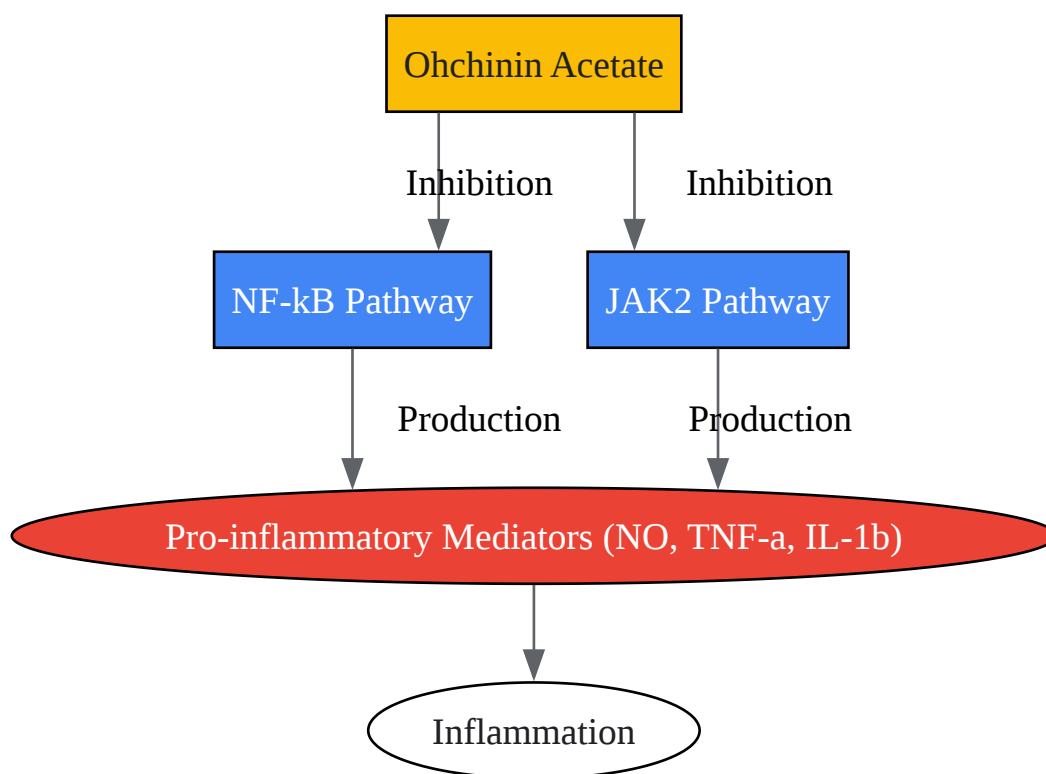 Ohchinin Acetate
Inhibition
Inhibition
NF-kB Pathway
JAK2 Pathway
Production
Production
Pro-inflammatory Mediators (NO, TNF-a, IL-1b)
Inflammation